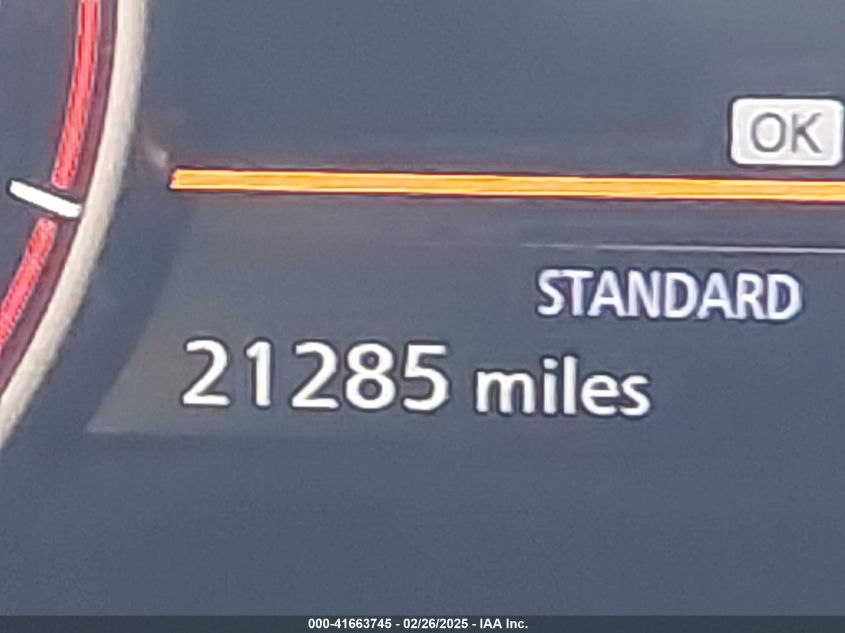 OK
STANDARD
21285 miles
000-41663745 - 02/26/2025 - IAA Inc.